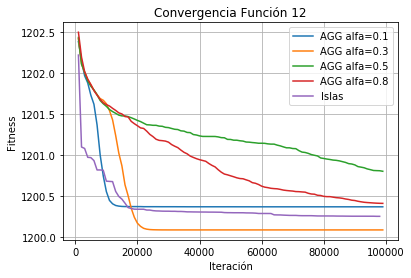 Convergencia Función 12
AGG alfa=0.1
AGG alfa=0.3
AGG alfa=0.5
AGG alfa=0.8
Islas
Fitness
1202.5
1202.0
1201.5
1201.0
1200.5
1200.0
0 20000 40000 60000 80000 100000
Iteración